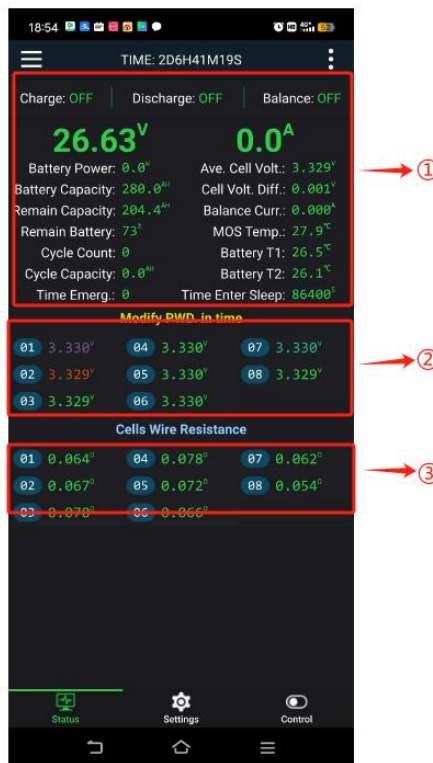 18:54
TIME: 2D6H41M19S
Charge: OFF Discharge: OFF Balance: OFF
26.63V 0.0A
Battery Power: 0.0W Ave. Cell Volt.: 3.329V
Battery Capacity: 280.0AH Cell Volt. Diff.: 0.001V
Remain Capacity: 204.4AH Balance Curr.: 0.000A
Remain Battery: 73% MOS Temp.: 27.9℃
Cycle Count: 0 Battery T1: 26.5℃
Cycle Capacity: 0.0AH Battery T2: 26.1℃
Time Emerg.: 0 Time Enter Sleep: 86400S
①
Modify PWD. in time
01 3.330V 04 3.330V 07 3.330V
02 3.329V 05 3.330V 08 3.329V
03 3.329V 06 3.330V
②
Cells Wire Resistance
01 0.064Ω 04 0.078Ω 07 0.062Ω
02 0.067Ω 05 0.072Ω 08 0.054Ω
03 0.070Ω 06 0.066Ω
③
Status Settings Control